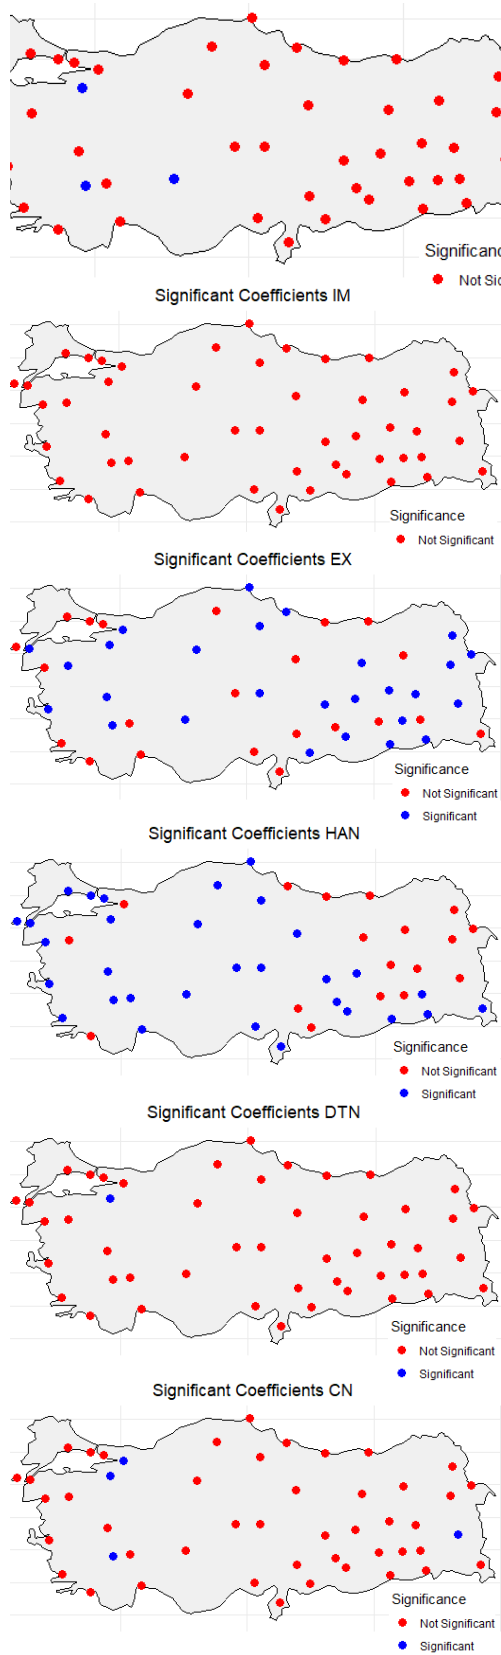 Significanc
Not Sig
Significant Coefficients IM
Significance
Not Significant
Significant Coefficients EX
Significance
Not Significant
Significant
Significant Coefficients HAN
Significance
Not Significant
Significant
Significant Coefficients DTN
Significance
Not Significant
Significant
Significant Coefficients CN
Significance
Not Significant
Significant